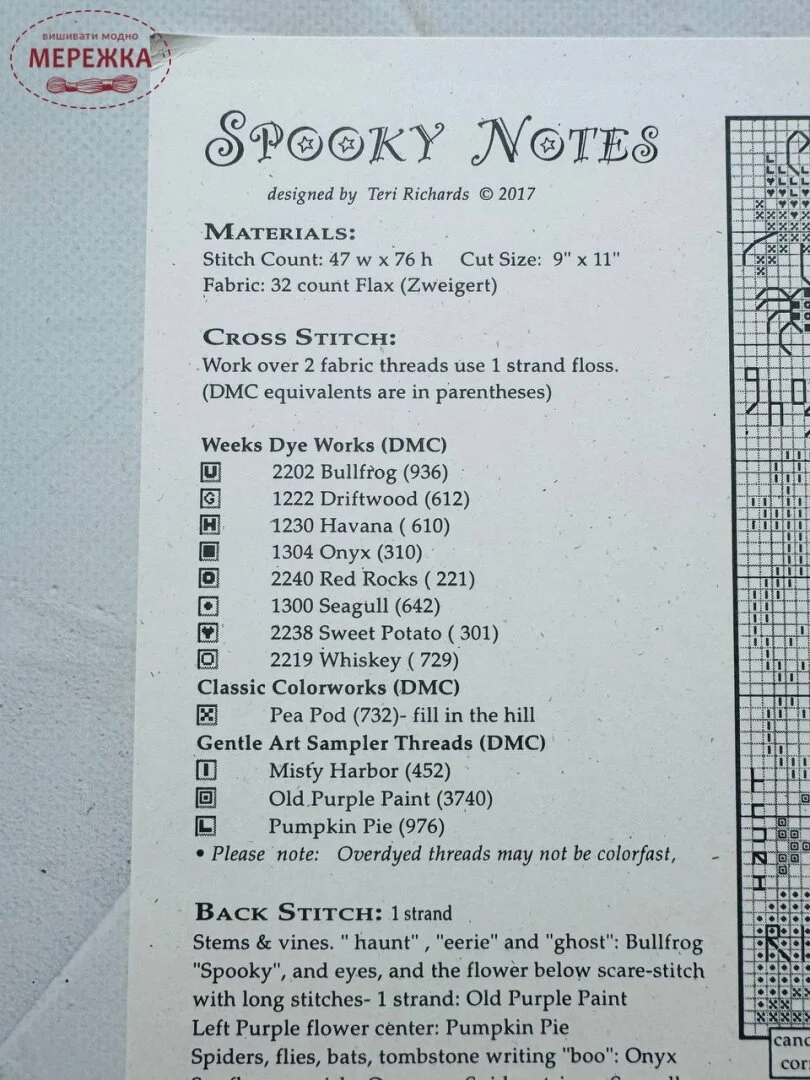 вишивати модно
МЕРЕЖКА
SPOOKY NOTES
designed by Teri Richards © 2017
MATERIALS:
Stitch Count: 47 w x 76 h Cut Size: 9" x 11"
Fabric: 32 count Flax (Zweigert)
CROSS STITCH:
Work over 2 fabric threads use 1 strand floss.
(DMC equivalents are in parentheses)
Weeks Dye Works (DMC)
U 2202 Bullfrog (936)
G 1222 Driftwood (612)
H 1230 Havana ( 610)
1304 Onyx (310)
2240 Red Rocks ( 221)
1300 Seagull (642)
2238 Sweet Potato ( 301)
2219 Whiskey ( 729)
Classic Colorworks (DMC)
Pea Pod (732)- fill in the hill
Gentle Art Sampler Threads (DMC)
I Misty Harbor (452)
Old Purple Paint (3740)
L Pumpkin Pie (976)
• Please note: Overdyed threads may not be colorfast,
BACK STITCH: 1 strand
Stems & vines. " haunt" , "eerie" and "ghost": Bullfrog
"Spooky", and eyes, and the flower below scare-stitch
with long stitches- 1 strand: Old Purple Paint
Left Purple flower center: Pumpkin Pie
Spiders, flies, bats, tombstone writing "boo": Onyx
gho